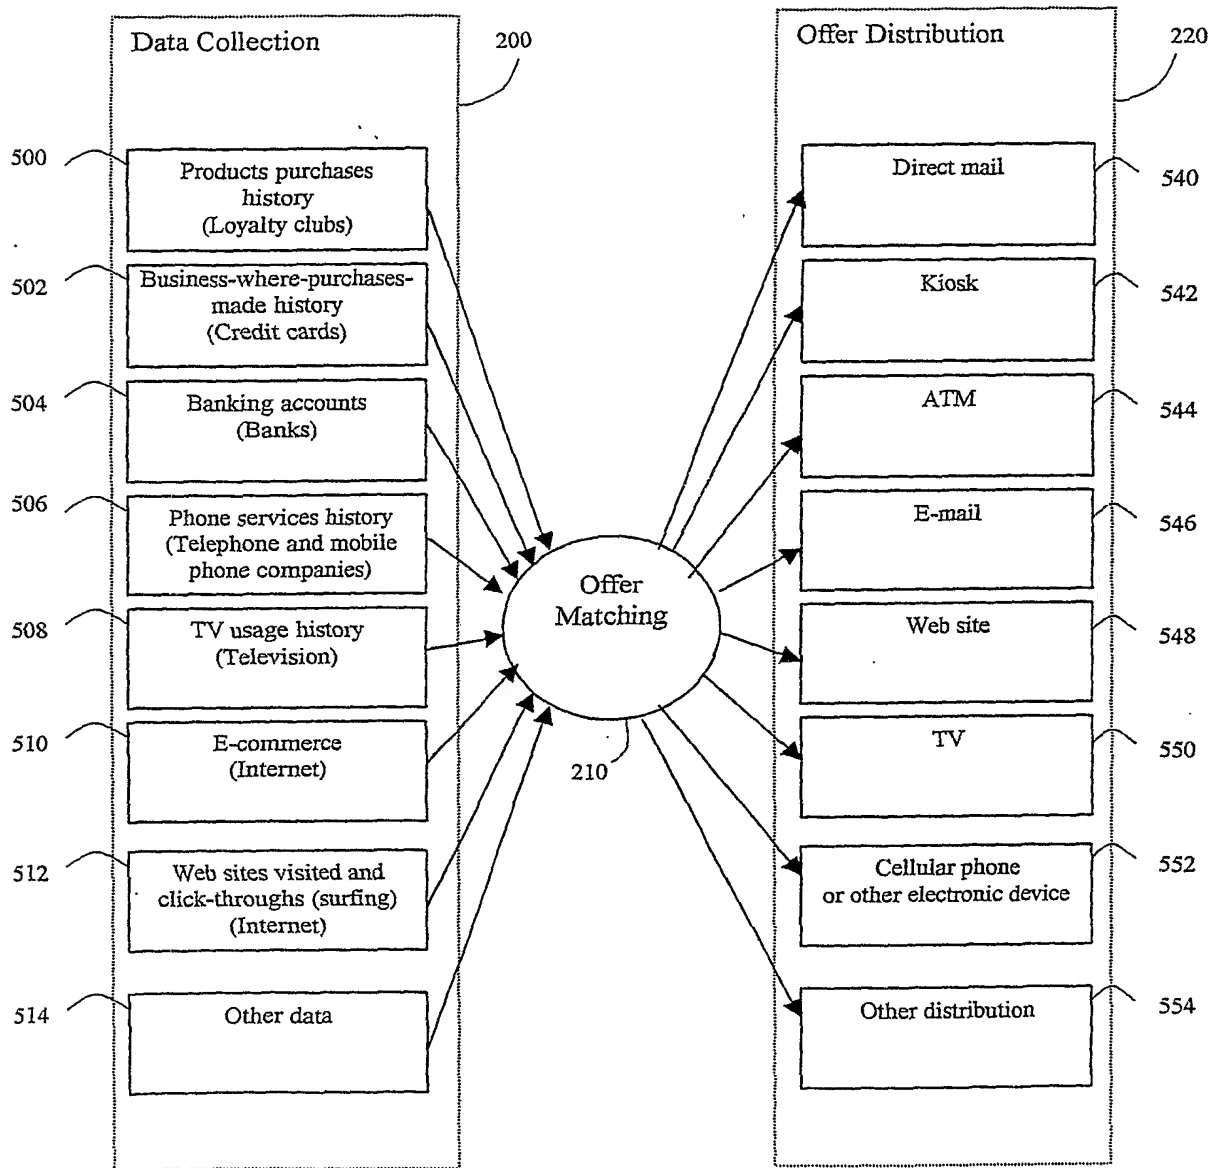 Data Collection
200
500
Products purchases
history
(Loyalty clubs)
502
Business-where-purchases-
made history
(Credit cards)
504
Banking accounts
(Banks)
506
Phone services history
(Telephone and mobile
phone companies)
508
TV usage history
(Television)
510
E-commerce
(Internet)
512
Web sites visited and
click-throughs (surfing)
(Internet)
514
Other data
Offer
Matching
210
Offer Distribution
220
Direct mail
540
Kiosk
542
ATM
544
E-mail
546
Web site
548
TV
550
Cellular phone
or other electronic device
552
Other distribution
554